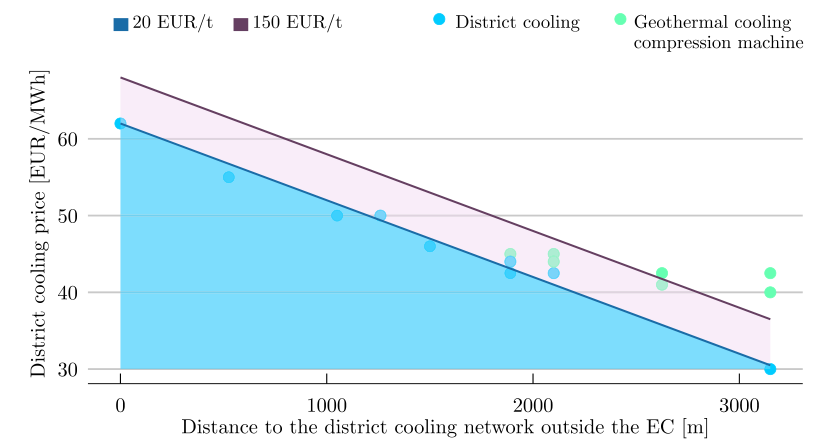 20 EUR/t
150 EUR/t
District cooling
Geothermal cooling
compression machine
District cooling price [EUR/MWh]
60
50
40
30
0
1000
2000
3000
Distance to the district cooling network outside the EC [m]